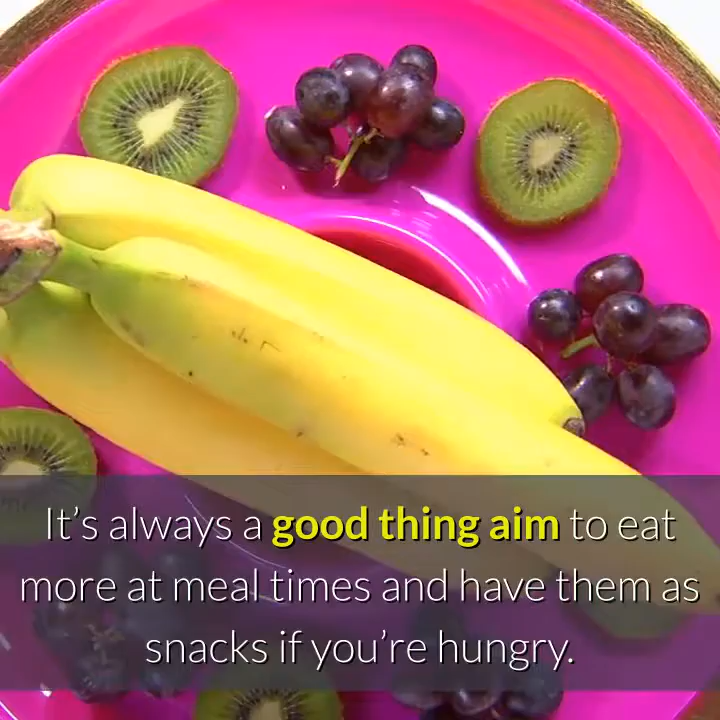 It's always a good thing aim to eat
more at meal times and have them as
snacks if you're hungry.